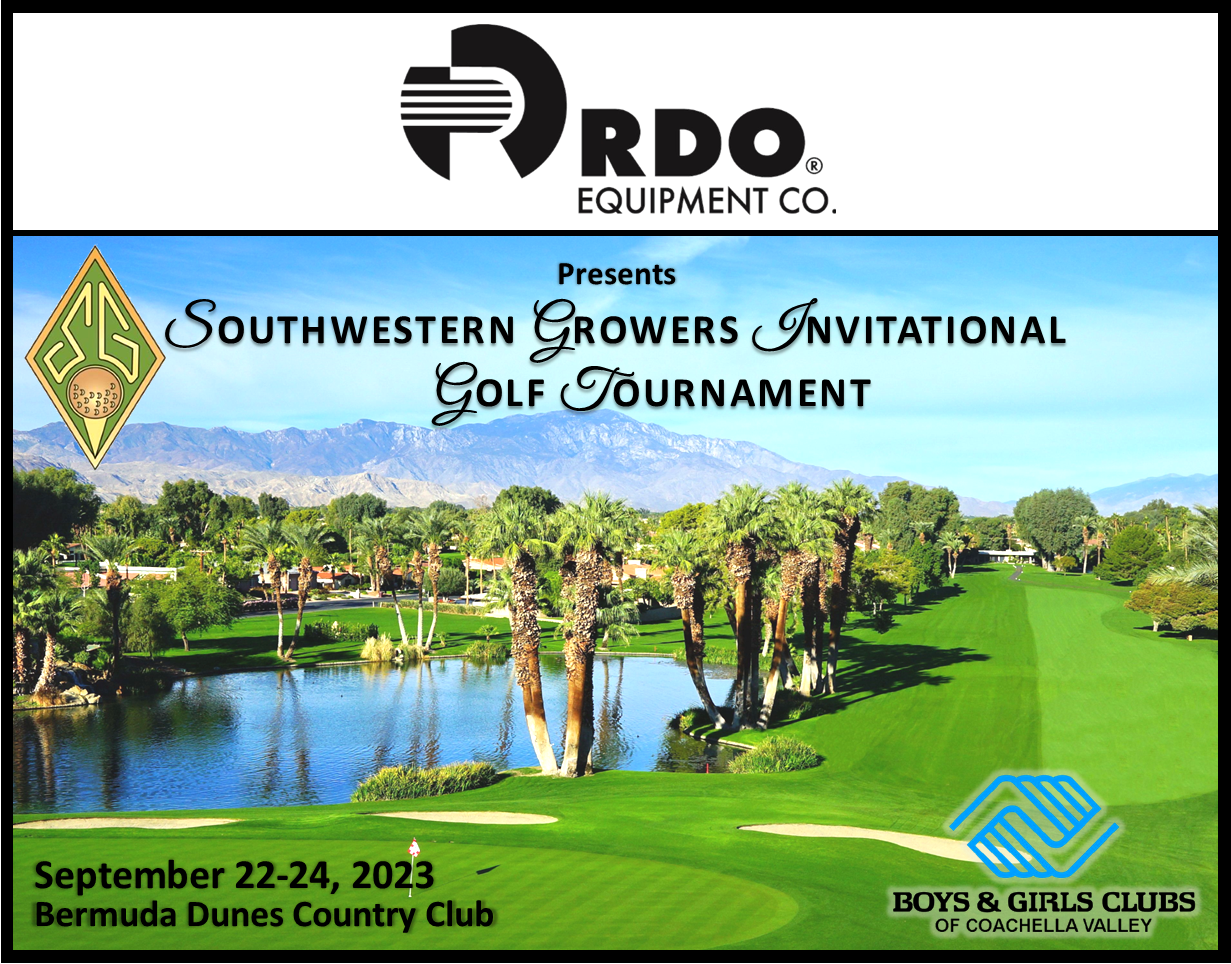 RDO®
EQUIPMENT CO.
Presents
SOUTHWESTERN GROWERS INVITATIONAL
GOLF TOURNAMENT
SG
September 22-24, 2023
Bermuda Dunes Country Club
BOYS & GIRLS CLUBS
OF COACHELLA VALLEY